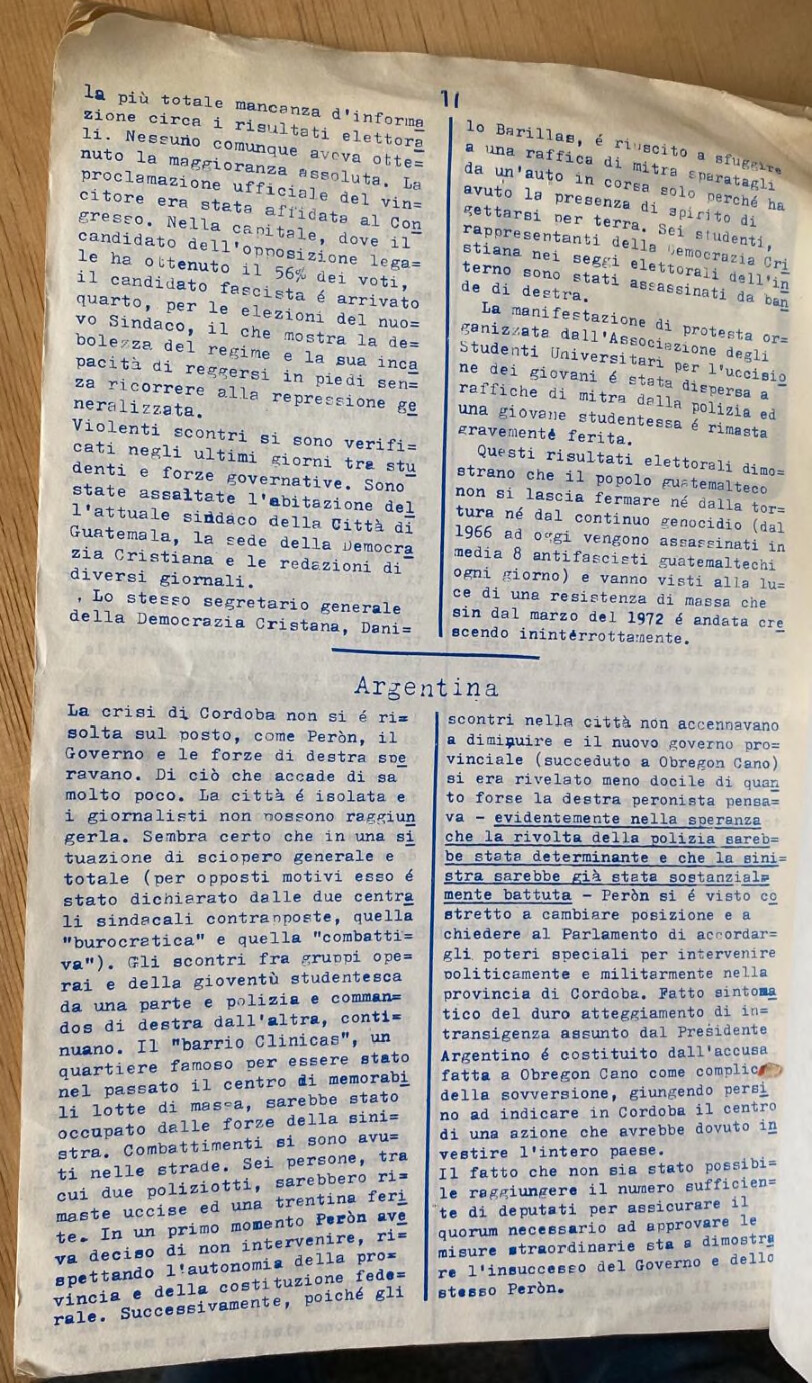 11
la più totale mancanza d'informa
zione circa i risultati elettora
li. Nessuno comunque aveva otte=
nuto la maggioranza assoluta. La
proclamazione ufficiale del vin=
citore era stata affidata al Con
gresso. Nella capitale, dove il
candidato dell'opposizione lega=
le ha ottenuto il 56% dei voti,
il candidato fascista é arrivato
quarto, per le elezioni del nuo=
vo Sindaco, il che mostra la de=
bolezza del regime e la sua inca
pacità di reggersi in piedi sen=
za ricorrere alla repressione ge
neralizzata.
Violenti scontri si sono verifi=
cati negli ultimi giorni tra stu
denti e forze governative. Sono
state assaltate l'abitazione del
l'attuale sindaco della Città di
Guatemala, la sede della Democra
zia Cristiana e le redazioni di
diversi giornali.
Lo stesso segretario generale
della Democrazia Cristana, Dani=
lo Barillas, é riuscito a sfuggire
a una raffica di mitra sparatagli
da un'auto in corsa solo perché ha
avuto la presenza di spirito di
gettarsi per terra. Sei studenti,
rappresentanti della Democrazia Cri
stiana nei seggi elettorali dell'in
terno sono stati assassinati da ban
de di destra.
La manifestazione di protesta or=
ganizzata dall'Associazione degli
Studenti Universitari per l'uccisio
ne dei giovani é stata dispersa a
raffiche di mitra dalla polizia ed
una giovane studentessa é rimasta
gravementé ferita.
Questi risultati elettorali dimo=
strano che il popolo guatemalteco
non si lascia fermare né dalla tor=
tura né dal continuo genocidio (dal
1966 ad oggi vengono assassinati in
media 8 antifascisti guatemaltechi
ogni giorno) e vanno visti alla lu=
ce di una resistenza di massa che
sin dal marzo del 1972 é andata cre
scendo inintérrottamente.
Argentina
La crisi di Cordoba non si é ri=
solta sul posto, come Peròn, il
Governo e le forze di destra spe
ravano. Di ciò che accade di sa
molto poco. La città é isolata e
i giornalisti non possono raggiun
gerla. Sembra certo che in una si
tuazione di sciopero generale e
totale (per opposti motivi esso é
stato dichiarato dalle due centra
li sindacali contrapposte, quella
"burocratica" e quella "combatti=
va"). Gli scontri fra gruppi ope=
rai e della gioventù studentesca
da una parte e polizia e comman=
dos di destra dall'altra, conti=
nuano. Il "barrio Clinicas", un
quartiere famoso per essere stato
nel passato il centro di memorabi
li lotte di massa, sarebbe stato
occupato dalle forze della sini=
stra. Combattimenti si sono avu=
ti nelle strade. Sei persone, tra
cui due poliziotti, sarebbero ri=
maste uccise ed una trentina feri
te. In un primo momento Peròn ave
va deciso di non intervenire, ri=
spettando l'autonomia della pro=
vincia e della costituzione fede=
rale. Successivamente, poiché gli
scontri nella città non accennavano
a diminuire e il nuovo governo pro=
vinciale (succeduto a Obregon Cano)
si era rivelato meno docile di quan
to forse la destra peronista pensa=
va - evidentemente nella speranza
che la rivolta della polizia sareb=
be stata determinante e che la sini=
stra sarebbe già stata sostanzial=
mente battuta - Peròn si é visto co
stretto a cambiare posizione e a
chiedere al Parlamento di accordar=
gli poteri speciali per intervenire
politicamente e militarmente nella
provincia di Cordoba. Fatto sintoma
tico del duro atteggiamento di in=
transigenza assunto dal Presidente
Argentino é costituito dall'accusa
fatta a Obregon Cano come complice
della sovversione, giungendo persi
no ad indicare in Cordoba il centro
di una azione che avrebbe dovuto in
vestire l'intero paese.
Il fatto che non sia stato possibi=
le raggiungere il numero sufficien=
te di deputati per assicurare il
quorum necessario ad approvare le
misure straordinarie sta a dimostra
re l'insuccesso del Governo e dello
stesso Peròn.